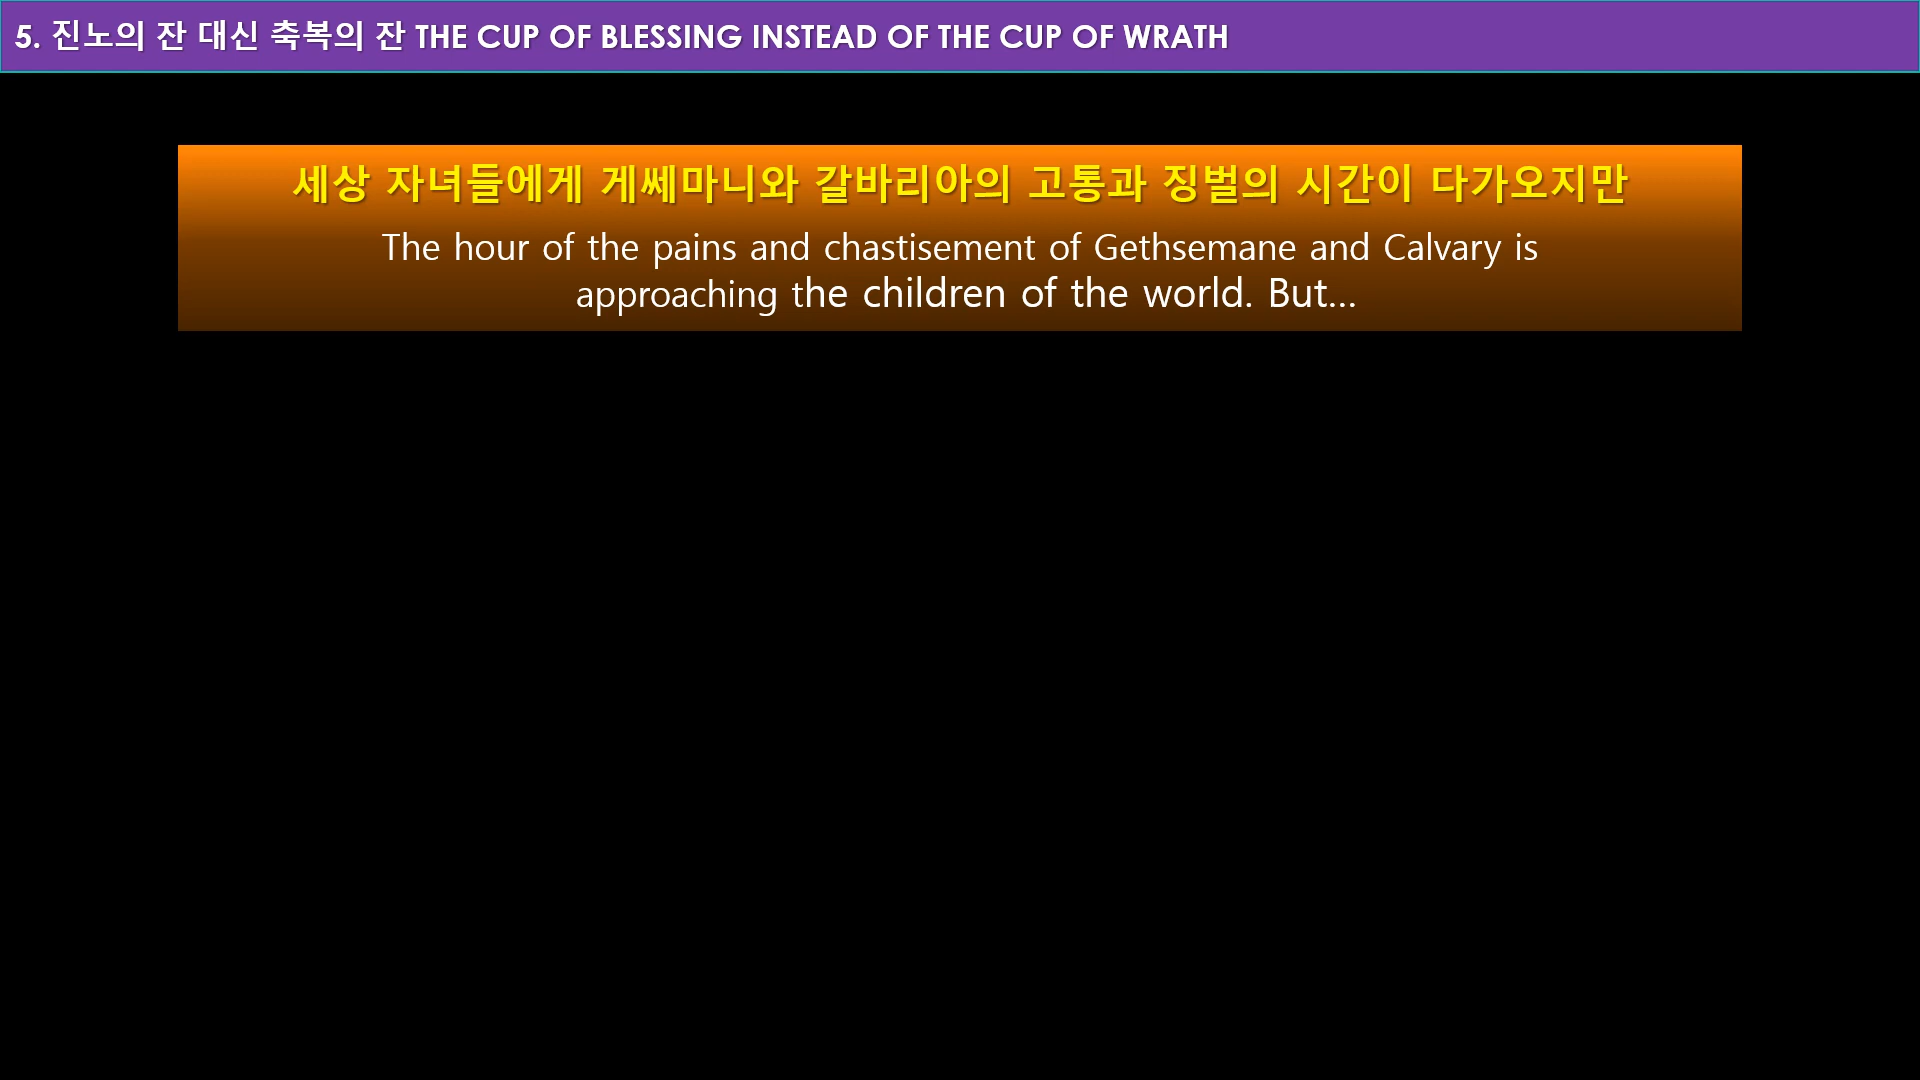 5. 진노의 잔 대신 축복의 잔 THE CUP OF BLESSING INSTEAD OF THE CUP OF WRATH
세상 자녀들에게 게쎄마니와 갈바리아의 고통과 징벌의 시간이 다가오지만
The hour of the pains and chastisement of Gethsemane and Calvary is
approaching the children of the world. But...